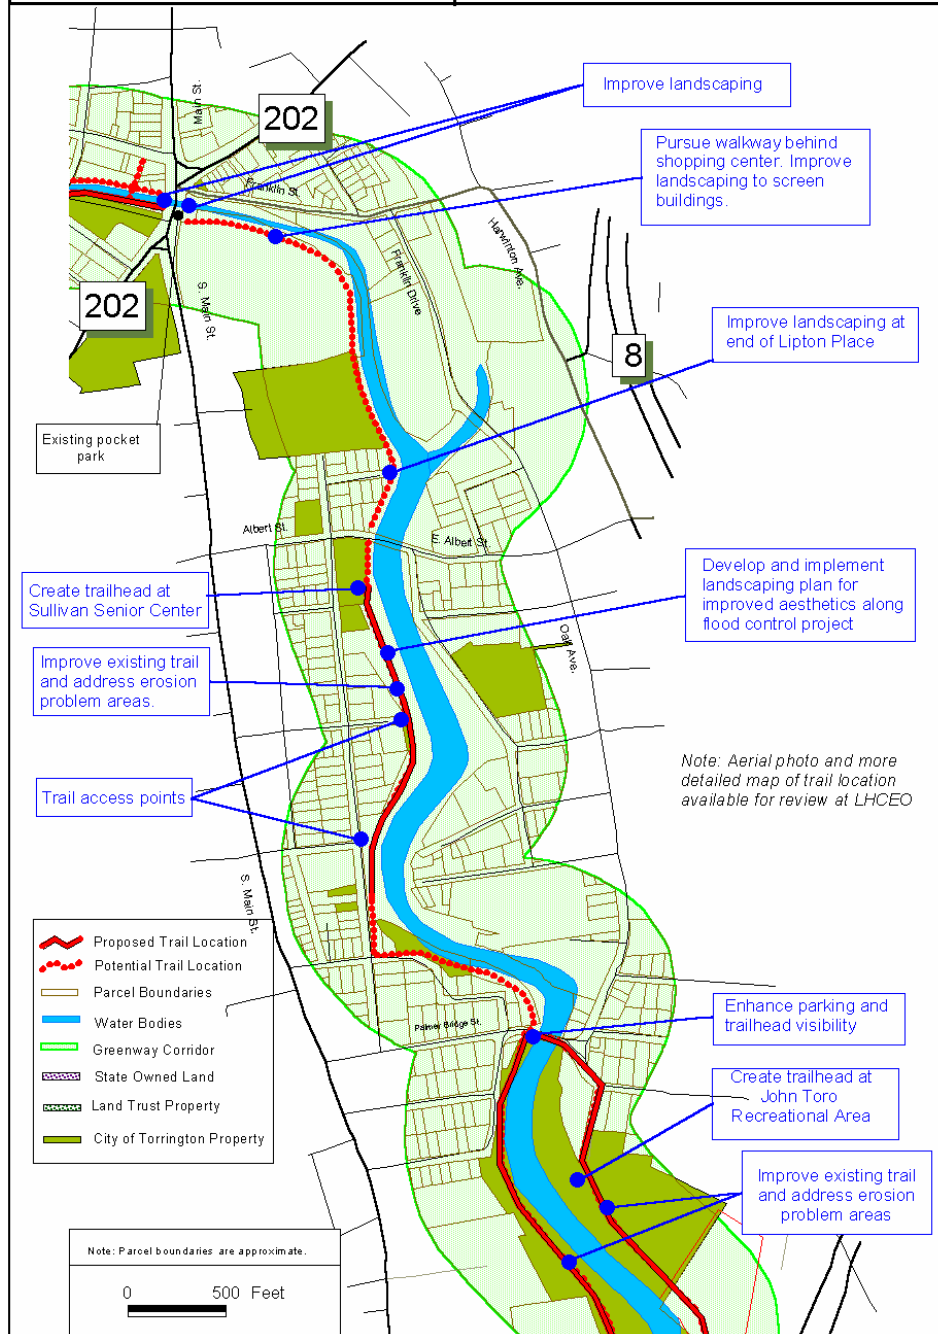 Improve landscaping
Main St.
202
Pursue walkway behind
shopping center. Improve
landscaping to screen
buildings.
Franklin St.
Harwinton Ave.
Franklin Drive
202
S. Main St.
Improve landscaping at
end of Lipton Place
8
Existing pocket
park
Albert St.
E. Albert St.
Develop and implement
landscaping plan for
improved aesthetics along
flood control project
Create trailhead at
Sullivan Senior Center
Oak Ave.
Improve existing trail
and address erosion
problem areas.
Note: Aerial photo and more
detailed map of trail location
available for review at LHCEO
Trail access points
S. Main St.
Proposed Trail Location
Potential Trail Location
Parcel Boundaries
Water Bodies
Greenway Corridor
State Owned Land
Land Trust Property
City of Torrington Property
Palmer Bridge St.
Enhance parking and
trailhead visibility
Create trailhead at
John Toro
Recreational Area
Improve existing trail
and address erosion
problem areas
Note: Parcel boundaries are approximate.
0 500 Feet